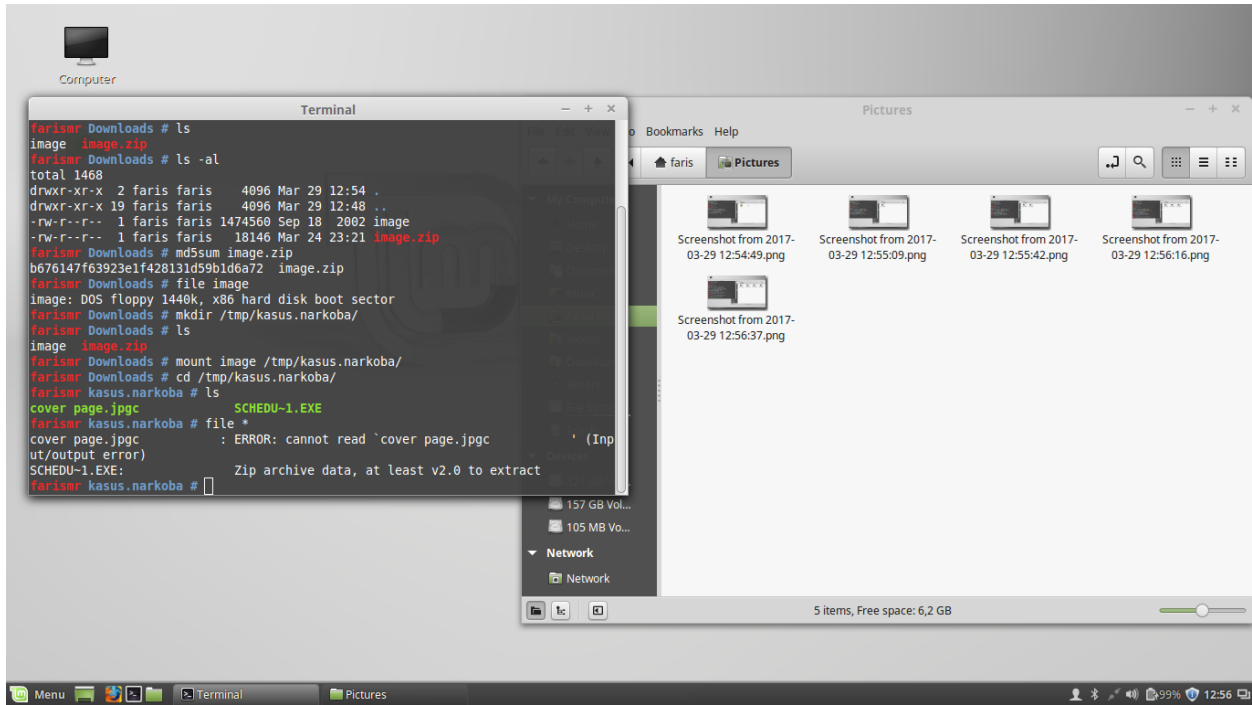 Computer
Terminal
farismr Downloads # ls
image  image.zip
farismr Downloads # ls -al
total 1468
drwxr-xr-x  2 faris faris    4096 Mar 29 12:54 .
drwxr-xr-x 19 faris faris    4096 Mar 29 12:48 ..
-rw-r--r--  1 faris faris 1474560 Sep 18  2002 image
-rw-r--r--  1 faris faris   18146 Mar 24 23:21 image.zip
farismr Downloads # md5sum image.zip
b676147f63923e1f428131d59b1d6a72  image.zip
farismr Downloads # file image
image: DOS floppy 1440k, x86 hard disk boot sector
farismr Downloads # mkdir /tmp/kasus.narkoba/
farismr Downloads # ls
image  image.zip
farismr Downloads # mount image /tmp/kasus.narkoba/
farismr Downloads # cd /tmp/kasus.narkoba/
farismr kasus.narkoba # ls
cover page.jpgc            SCHEDU~1.EXE
farismr kasus.narkoba # file *
cover page.jpgc           : ERROR: cannot read `cover page.jpgc           ' (Inp
ut/output error)
SCHEDU~1.EXE:               Zip archive data, at least v2.0 to extract
farismr kasus.narkoba #
Pictures
File Edit View Go Bookmarks Help
faris Pictures
My Computer
Devices
157 GB Vol...
105 MB Vo...
Network
Network
Screenshot from 2017-
03-29 12:54:49.png
Screenshot from 2017-
03-29 12:55:09.png
Screenshot from 2017-
03-29 12:55:42.png
Screenshot from 2017-
03-29 12:56:16.png
Screenshot from 2017-
03-29 12:56:37.png
5 items, Free space: 6,2 GB
Menu
Terminal
Pictures
99%
12:56